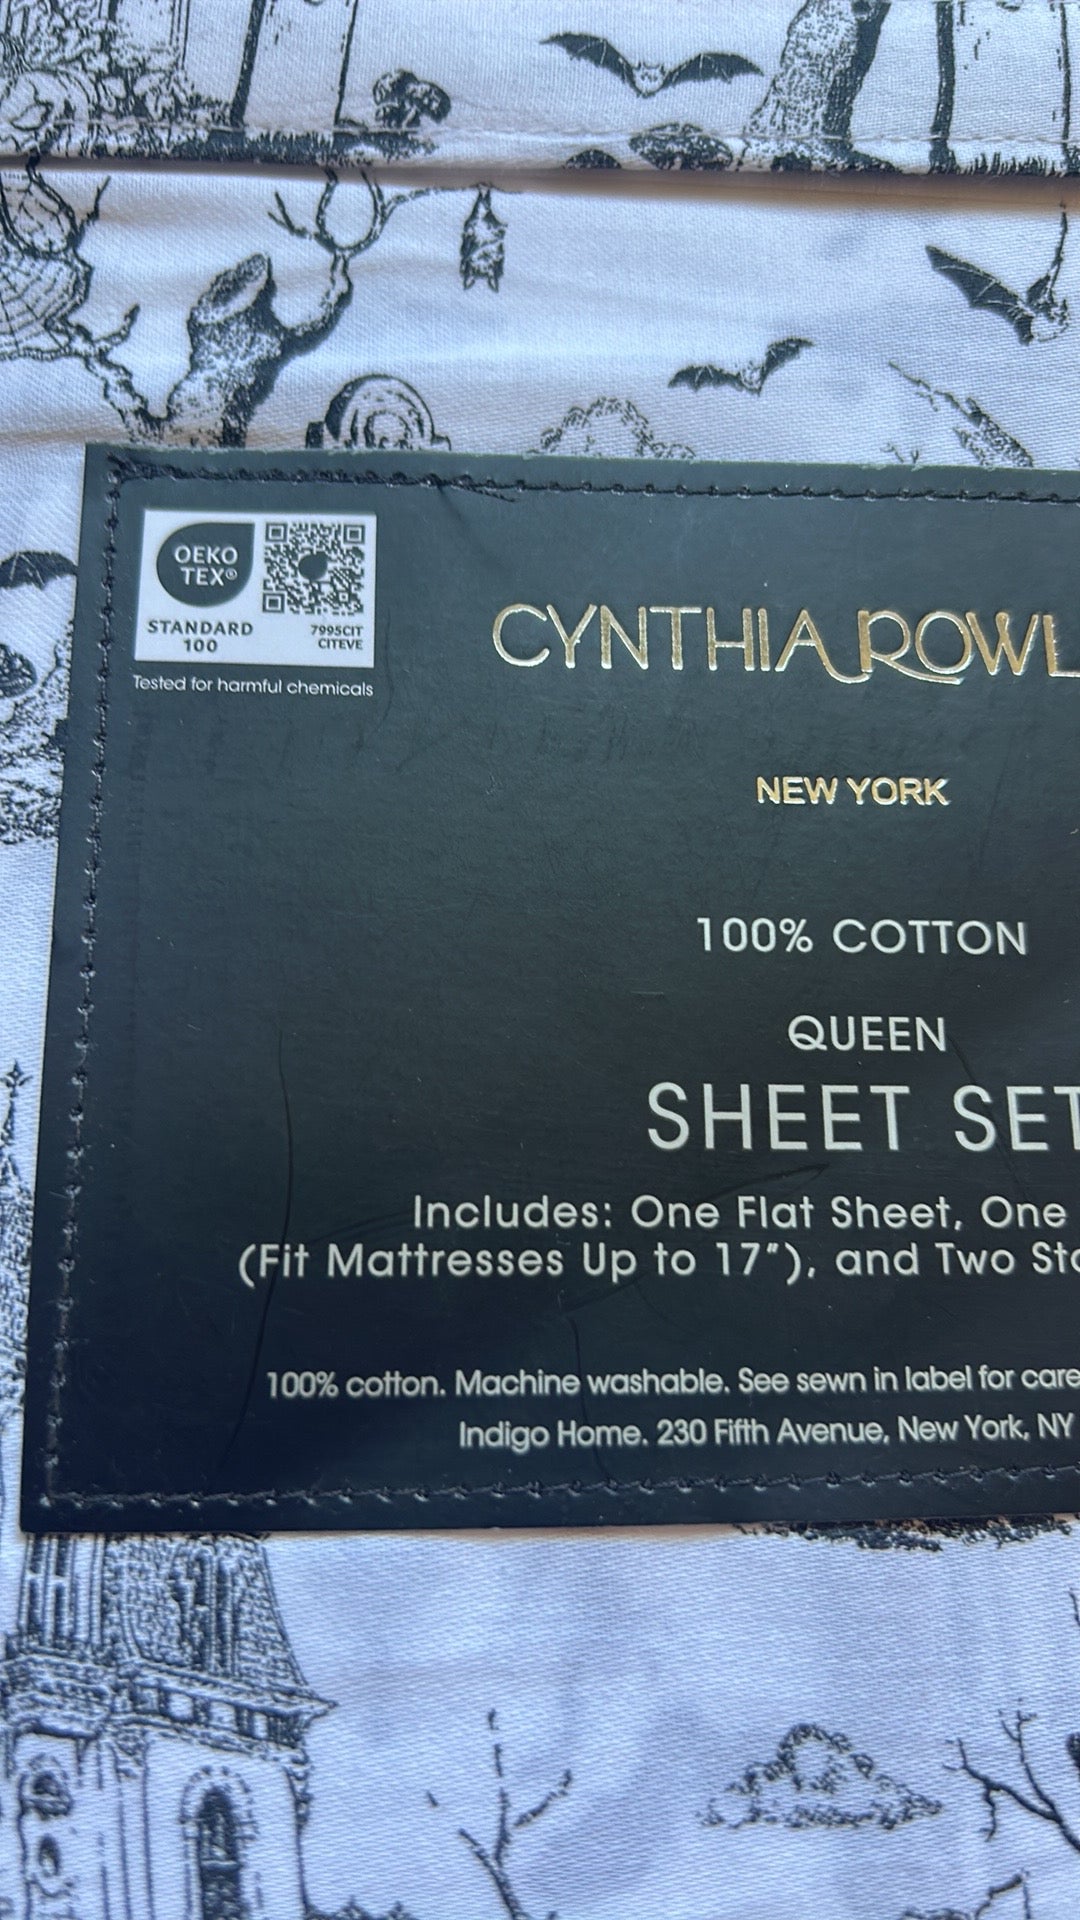 OEKO
TEX®
STANDARD
100
7995CIT
CITEVE
Tested for harmful chemicals
CYNTHIA ROWL
NEW YORK
100% COTTON
QUEEN
SHEET SET
Includes: One Flat Sheet, One
(Fit Mattresses Up to 17”), and Two
100% cotton. Machine washable. See sewn in label for care
Indigo Home. 230 Fifth Avenue, New York, NY